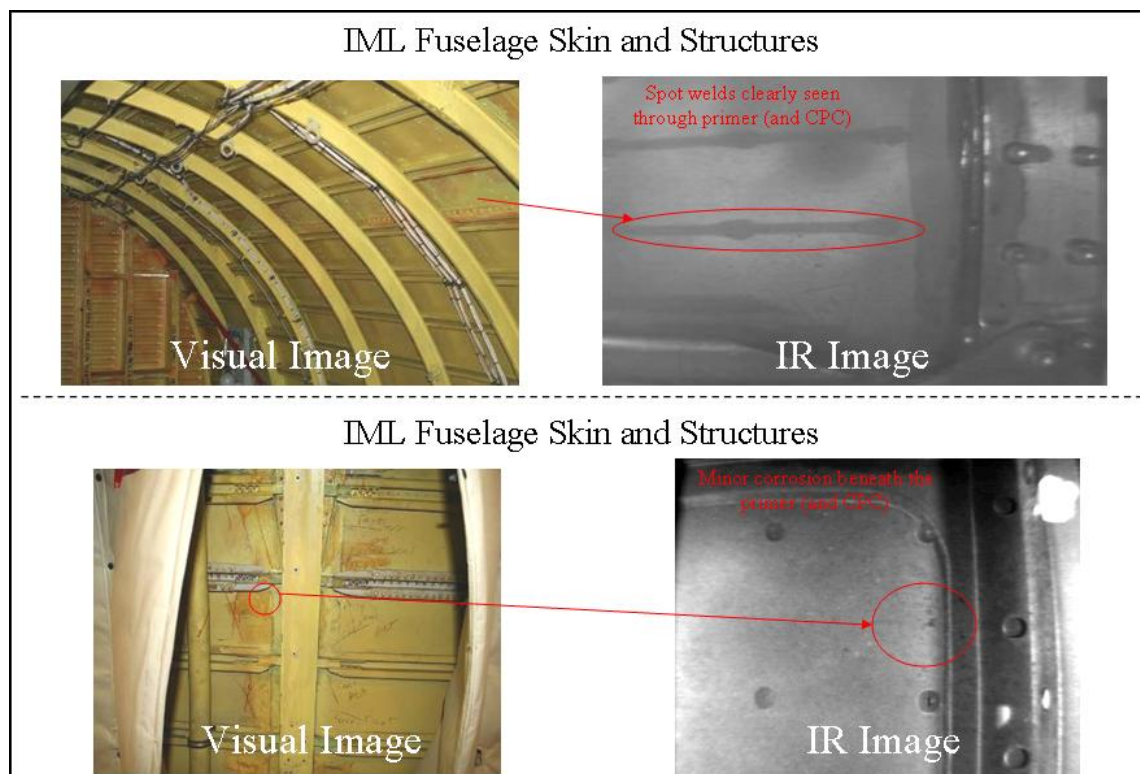 IML Fuselage Skin and Structures
Spot welds clearly seen
through primer (and CPC)
Visual Image
IR Image
IML Fuselage Skin and Structures
Minor corrosion beneath the
primer (and CPC)
Visual Image
IR Image